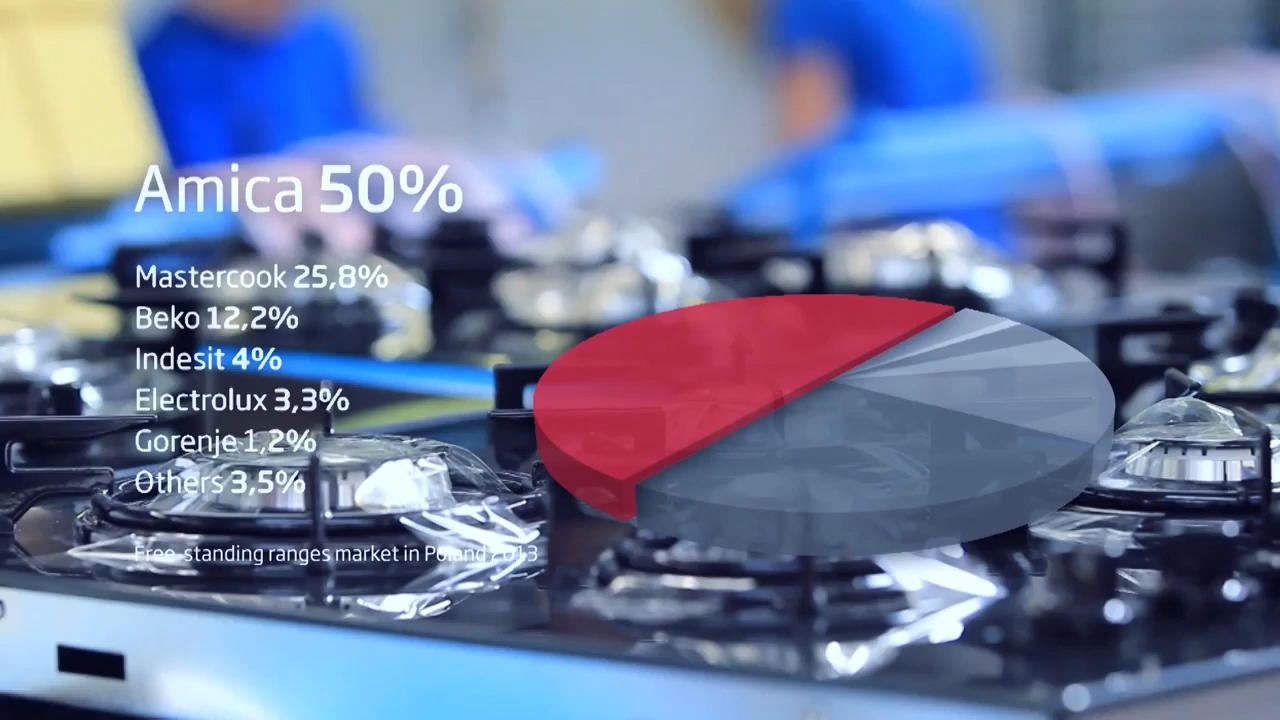 Amica 50%
Mastercook 25,8%
Beko 12,2%
Indesit 4%
Electrolux 3,3%
Gorenje 1,2%
Others 3,5%
Free-standing ranges market in Poland 2013